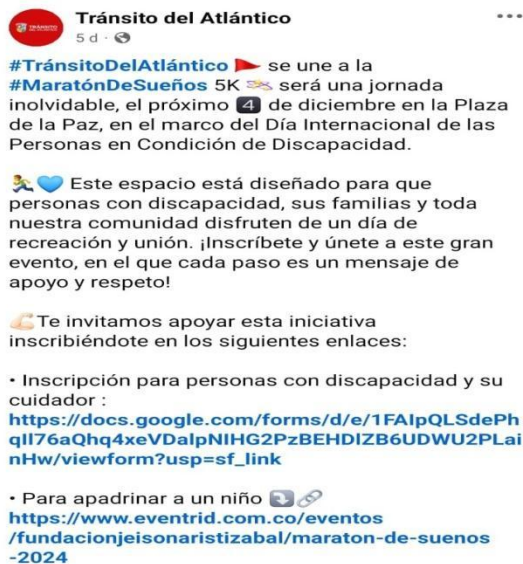 Tránsito del Atlántico
5 d
#TránsitoDelAtlántico 🚩 se une a la
#MaratónDeSueños 5K 🎊 será una jornada
inolvidable, el próximo 4️⃣ de diciembre en la Plaza
de la Paz, en el marco del Día Internacional de las
Personas en Condición de Discapacidad.
🏃‍♂️💙 Este espacio está diseñado para que
personas con discapacidad, sus familias y toda
nuestra comunidad disfruten de un día de
recreación y unión. ¡Inscríbete y únete a este gran
evento, en el que cada paso es un mensaje de
apoyo y respeto!
💪🏻Te invitamos apoyar esta iniciativa
inscribiéndote en los siguientes enlaces:
• Inscripción para personas con discapacidad y su
cuidador :
https://docs.google.com/forms/d/e/1FAIpQLSdePh
qIl76aQhq4xeVDalpNIHG2PzBEHDIZB6UDWU2PLai
nHw/viewform?usp=sf_link
• Para apadrinar a un niño ⤵️🔗
https://www.eventrid.com.co/eventos
/fundacionjeisonaristizabal/maraton-de-suenos
-2024